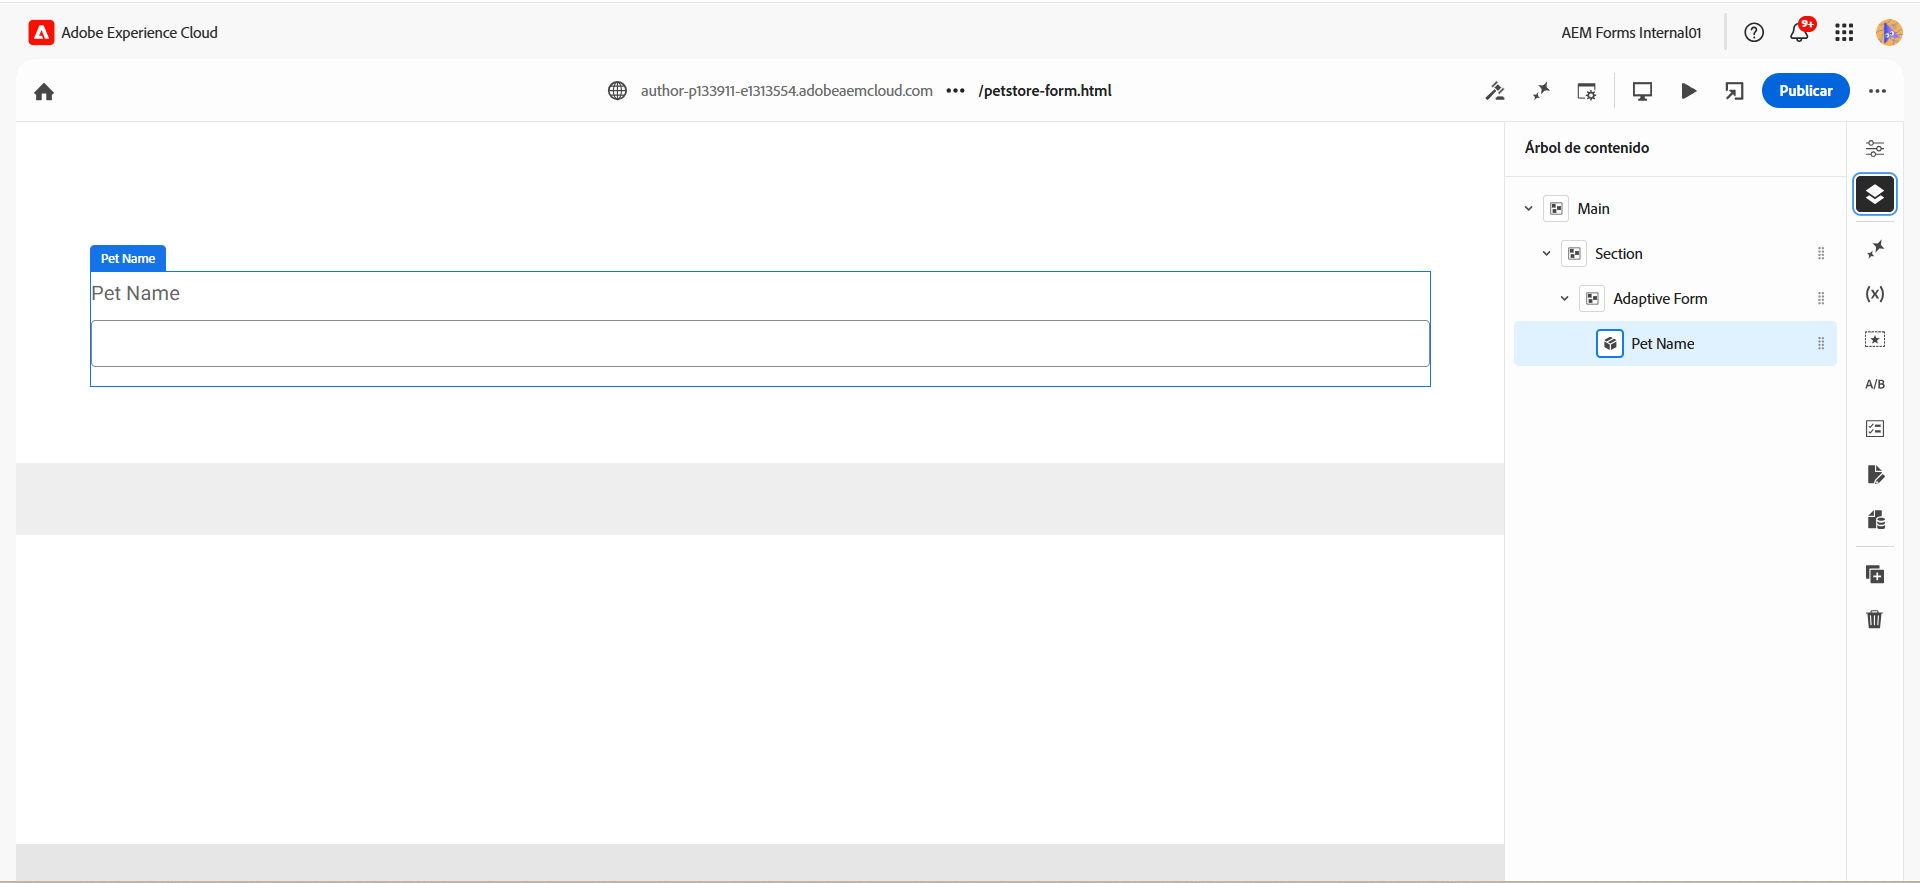 Adobe Experience Cloud
AEM Forms Internal01
9+
author-p133911-e1313554.adobeaemcloud.com ••• /petstore-form.html
Publicar
Árbol de contenido
Main
Section
Adaptive Form
Pet Name
Pet Name
Pet Name
(x)
A/B